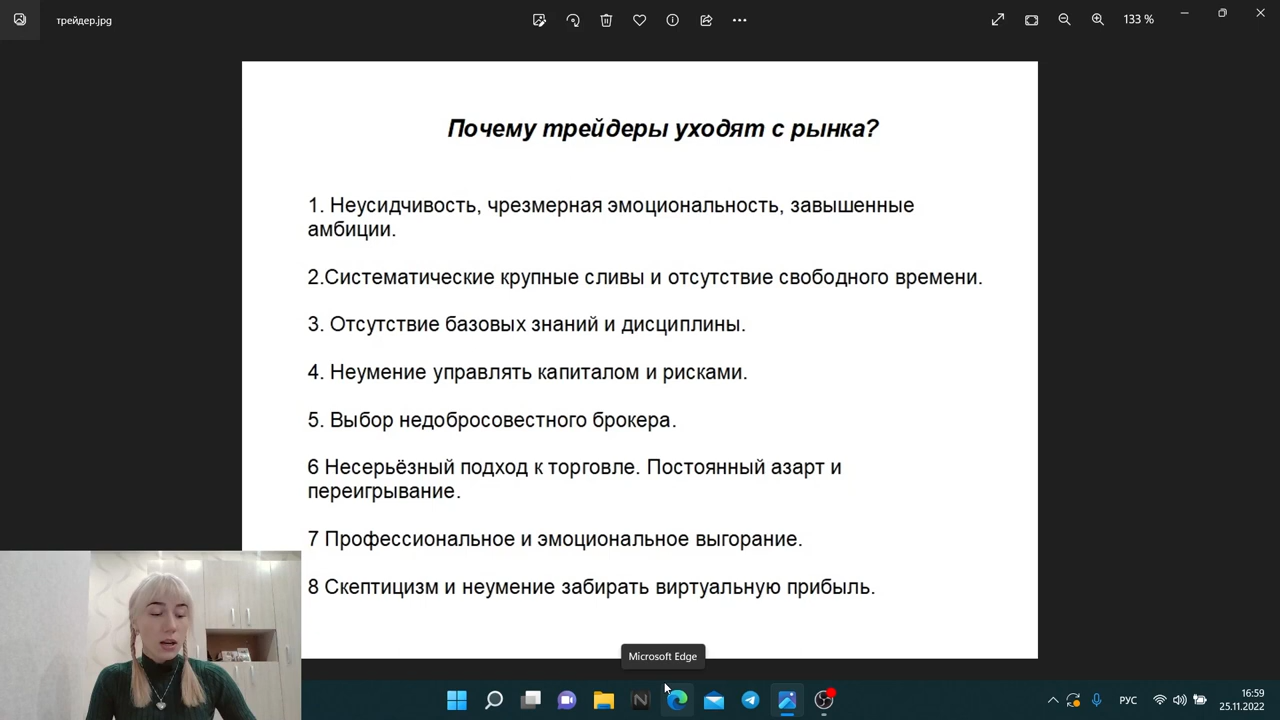 трейдер.jpg
133 %
Почему трейдеры уходят с рынка?
1. Неусидчивость, чрезмерная эмоциональность, завышенные
амбиции.
2.Систематические крупные сливы и отсутствие свободного времени.
3. Отсутствие базовых знаний и дисциплины.
4. Неумение управлять капиталом и рисками.
5. Выбор недобросовестного брокера.
6 Несерьёзный подход к торговле. Постоянный азарт и
переигрывание.
7 Профессиональное и эмоциональное выгорание.
8 Скептицизм и неумение забирать виртуальную прибыль.
Microsoft Edge
N
РУС
16:59
25.11.2022